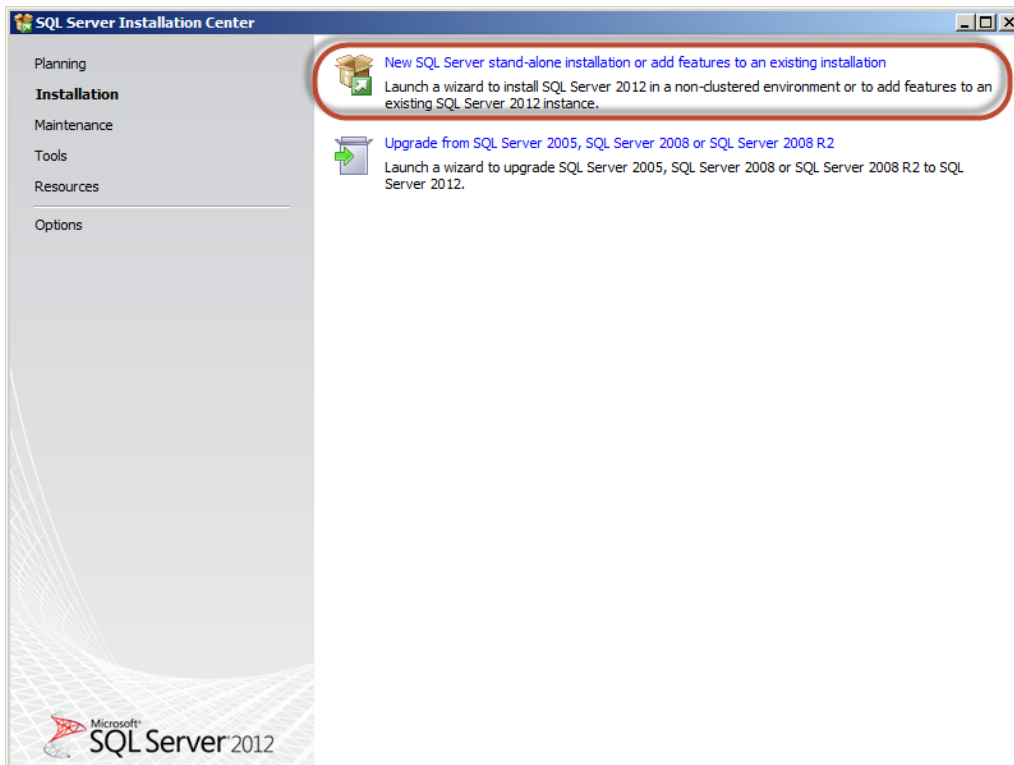 SQL Server Installation Center
Planning
Installation
Maintenance
Tools
Resources
Options
New SQL Server stand-alone installation or add features to an existing installation
Launch a wizard to install SQL Server 2012 in a non-clustered environment or to add features to an
existing SQL Server 2012 instance.
Upgrade from SQL Server 2005, SQL Server 2008 or SQL Server 2008 R2
Launch a wizard to upgrade SQL Server 2005, SQL Server 2008 or SQL Server 2008 R2 to SQL
Server 2012.
Microsoft®
SQL Server 2012